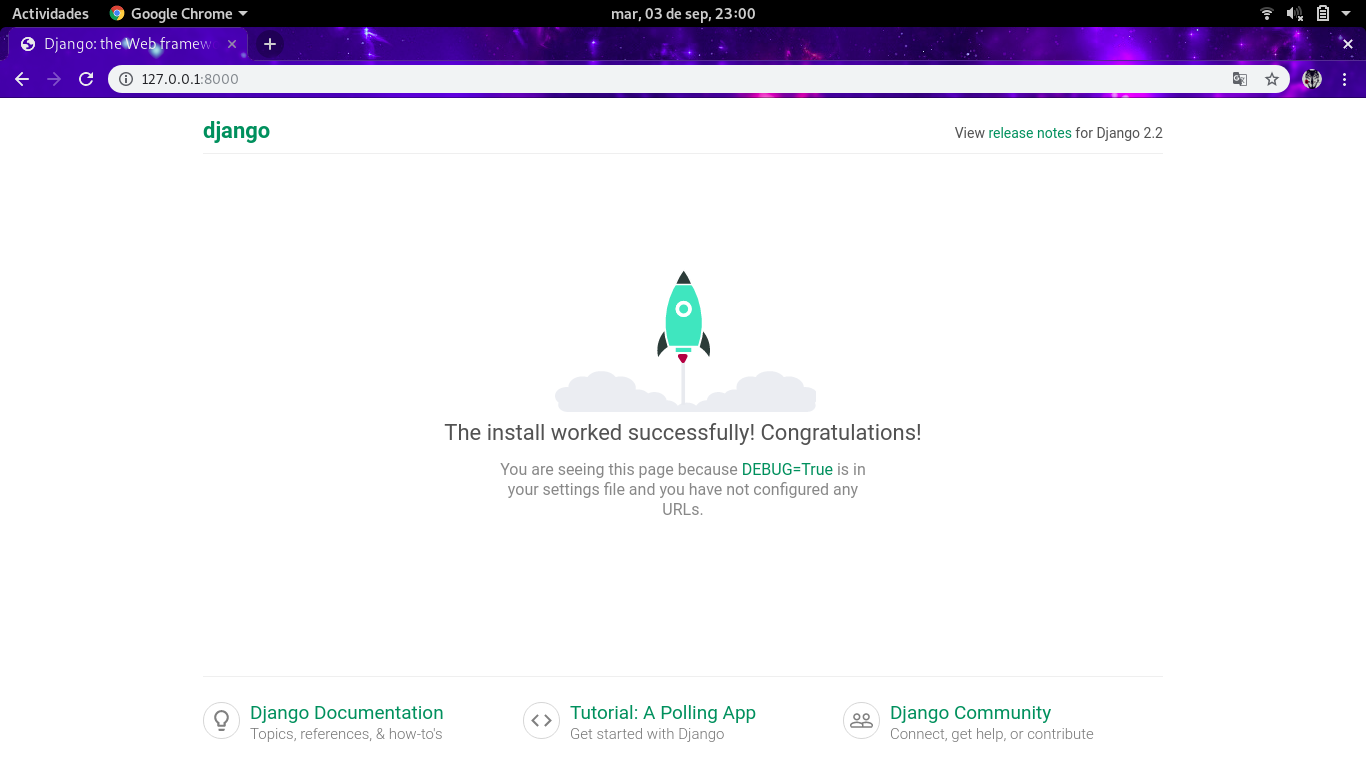 Actividades Google Chrome mar, 03 de sep, 23:00
Django: the Web framew
127.0.0.1:8000
django View release notes for Django 2.2
The install worked successfully! Congratulations!
You are seeing this page because DEBUG=True is in
your settings file and you have not configured any
URLs.
Django Documentation Tutorial: A Polling App Django Community
Topics, references, & how-to's Get started with Django Connect, get help, or contribute